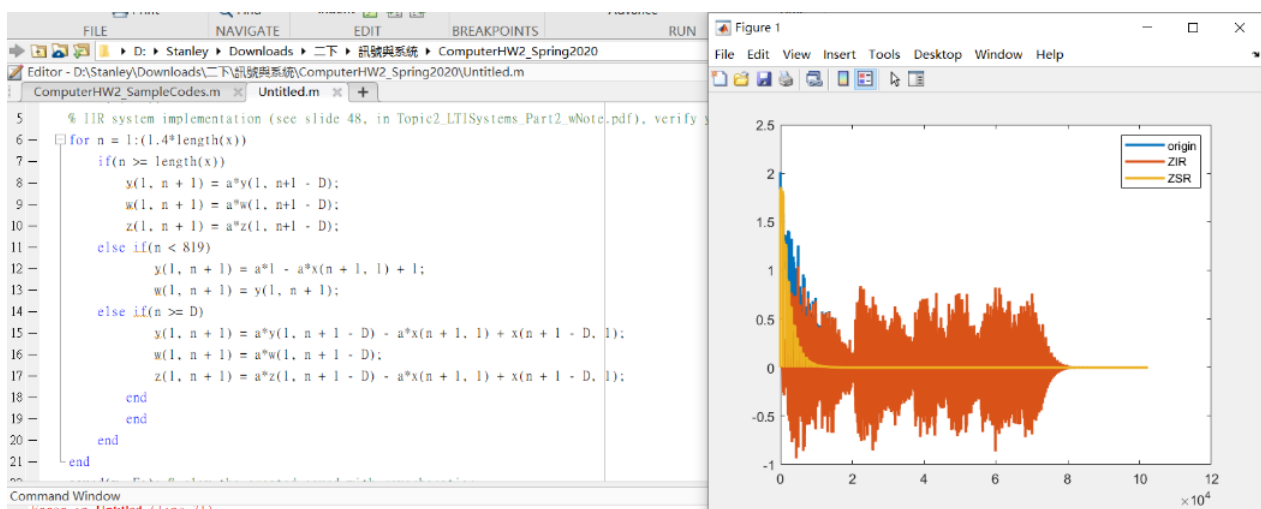 FILE NAVIGATE EDIT BREAKPOINTS RUN
D: ▸ Stanley ▸ Downloads ▸ 二下 ▸ 訊號與系統 ▸ ComputerHW2_Spring2020
Editor - D:\Stanley\Downloads\二下\訊號與系統\ComputerHW2_Spring2020\Untitled.m
ComputerHW2_SampleCodes.m × Untitled.m × +
5 % IIR system implementation (see slide 48, in Topic2_LTISystems_Part2_wNote.pdf), verify
6 – for n = 1:(1.4*length(x))
7 – if(n >= length(x))
8 – y(1, n + 1) = a*y(1, n+1 - D);
9 – w(1, n + 1) = a*w(1, n+1 - D);
10 – z(1, n + 1) = a*z(1, n+1 - D);
11 – else if(n < 819)
12 – y(1, n + 1) = a*1 - a*x(n + 1, 1) + 1;
13 – w(1, n + 1) = y(1, n + 1);
14 – else if(n >= D)
15 – y(1, n + 1) = a*y(1, n + 1 - D) - a*x(n + 1, 1) + x(n + 1 - D, 1);
16 – w(1, n + 1) = a*w(1, n + 1 - D);
17 – z(1, n + 1) = a*z(1, n + 1 - D) - a*x(n + 1, 1) + x(n + 1 - D, 1);
18 – end
19 – end
20 – end
21 – end
Command Window
Figure 1
File Edit View Insert Tools Desktop Window Help
2.5
2
1.5
1
0.5
0
-0.5
-1
origin
ZIR
ZSR
0 2 4 6 8 10 12
×10⁴